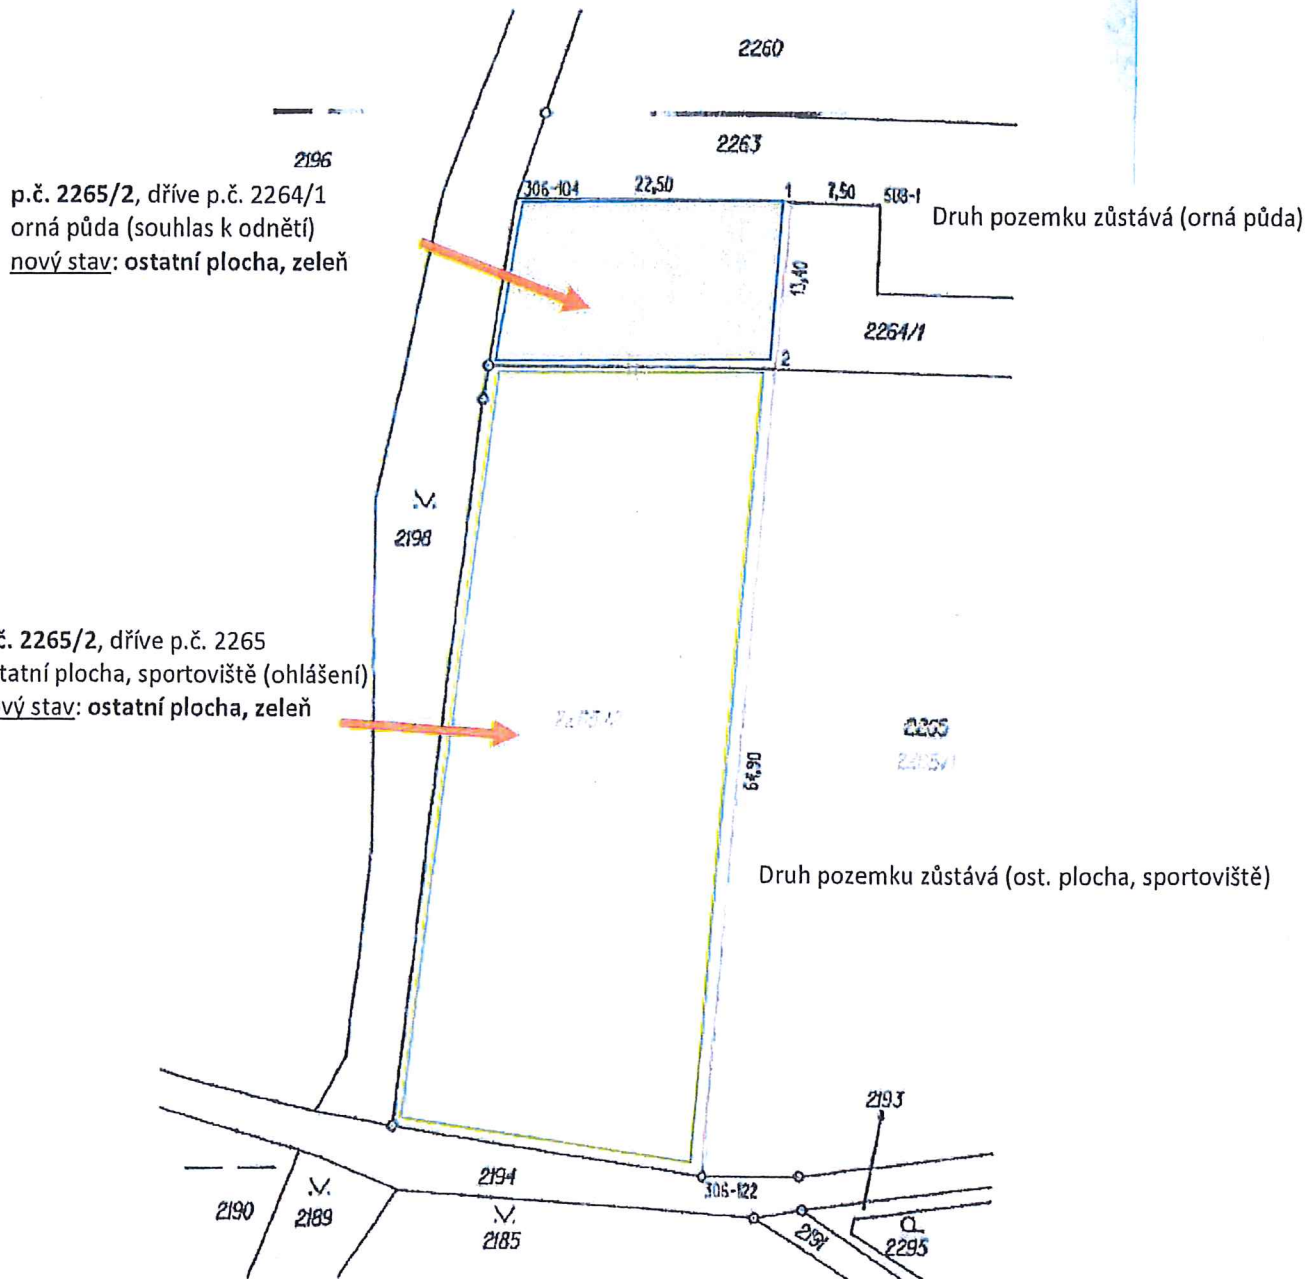 2260
2263
2196
p.č. 2265/2, dříve p.č. 2264/1
orná půda (souhlas k odnětí)
nový stav: ostatní plocha, zeleň
306-104
22,50
1
7,50
508-1
Druh pozemku zůstává (orná půda)
13,40
2264/1
2
2198
č. 2265/2, dříve p.č. 2265
tatní plocha, sportoviště (ohlášení)
vý stav: ostatní plocha, zeleň
2265
Druh pozemku zůstává (ost. plocha, sportoviště)
2193
2194
306-122
2190
2189
2185
2191
2295